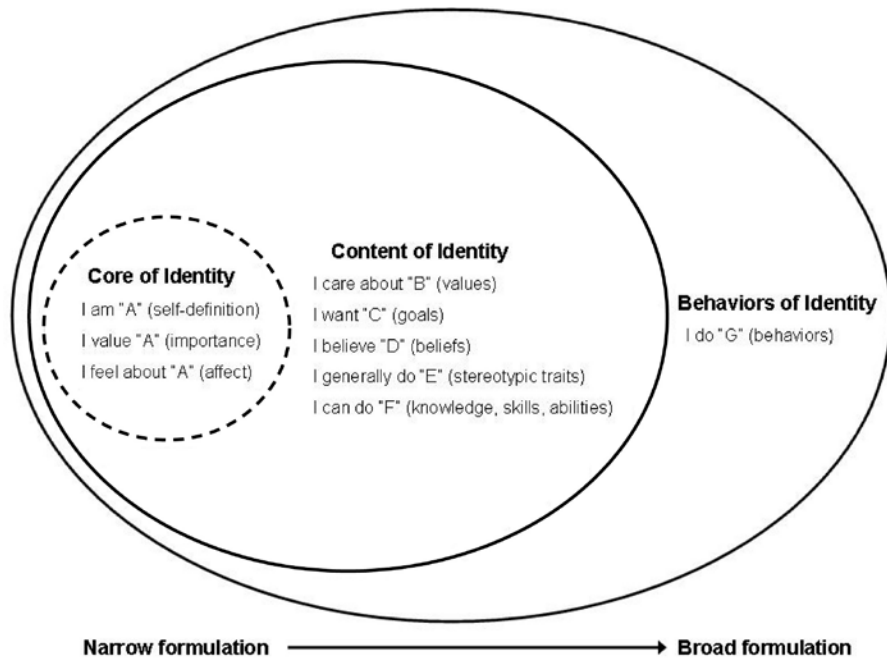 Core of Identity
I am "A" (self-definition)
I value "A" (importance)
I feel about "A" (affect)
Content of Identity
I care about "B" (values)
I want "C" (goals)
I believe "D" (beliefs)
I generally do "E" (stereotypic traits)
I can do "F" (knowledge, skills, abilities)
Behaviors of Identity
I do "G" (behaviors)
Narrow formulation
Broad formulation